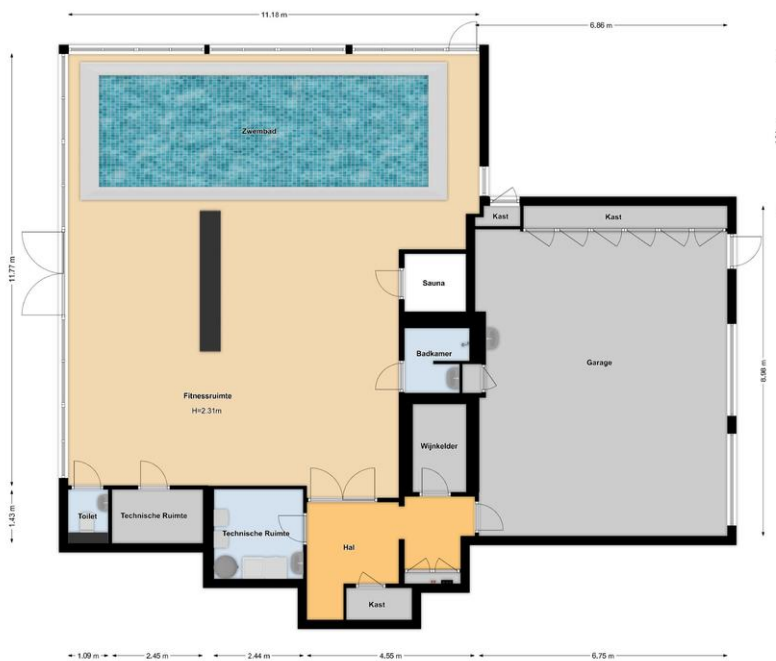 11.18 m
6.86 m
Zwembad
11.77 m
Kast
Kast
Sauna
Badkamer
Garage
8.98 m
Fitnessruimte
H=2.31m
Wijnkelder
1.43 m
Toilet
Technische Ruimte
Technische Ruimte
Hal
Kast
1.09 m
2.45 m
2.44 m
4.55 m
6.75 m